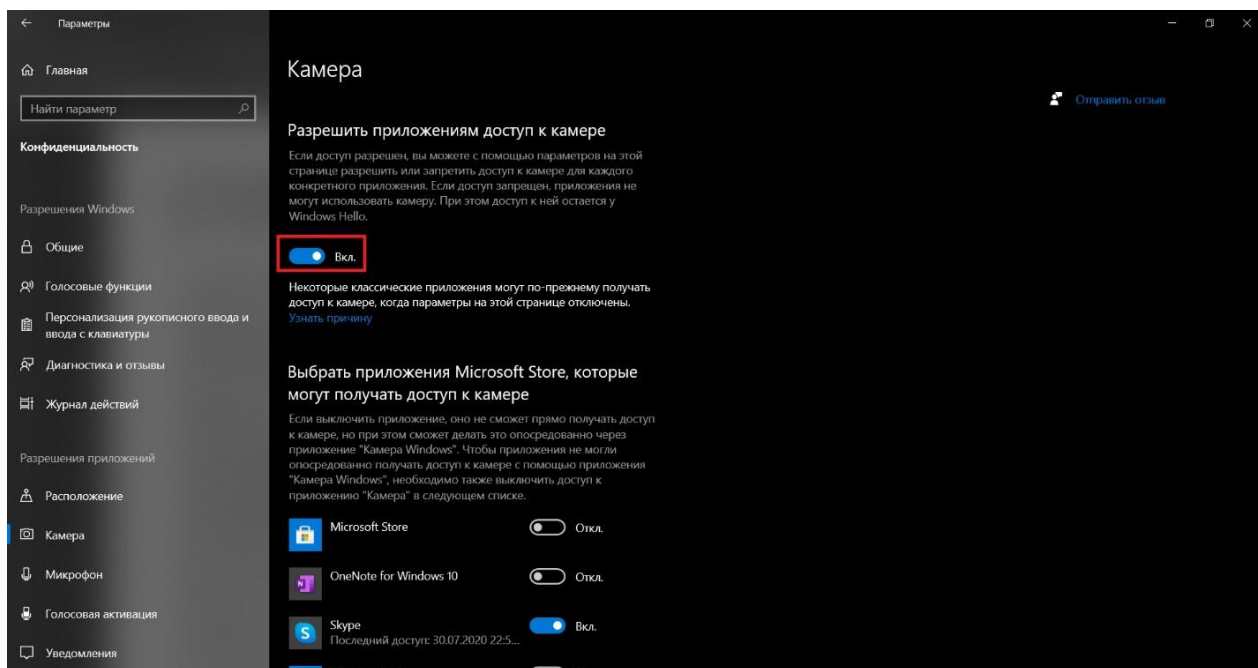 Параметры
Главная
Найти параметр
Конфиденциальность
Разрешения Windows
Общие
Голосовые функции
Персонализация рукописного ввода и
ввода с клавиатуры
Диагностика и отзывы
Журнал действий
Разрешения приложений
Расположение
Камера
Микрофон
Голосовая активация
Уведомления
Камера
Отправить отзыв
Разрешить приложениям доступ к камере
Если доступ разрешен, вы можете с помощью параметров на этой
странице разрешить или запретить доступ к камере для каждого
конкретного приложения. Если доступ запрещен, приложения не
могут использовать камеру. При этом доступ к ней остается у
Windows Hello.
Вкл.
Некоторые классические приложения могут по-прежнему получать
доступ к камере, когда параметры на этой странице отключены.
Узнать причину
Выбрать приложения Microsoft Store, которые
могут получать доступ к камере
Если выключить приложение, оно не сможет прямо получать доступ
к камере, но при этом сможет делать это опосредованно через
приложение "Камера Windows". Чтобы приложения не могли
опосредованно получать доступ к камере с помощью приложения
"Камера Windows", необходимо также выключить доступ к
приложению "Камера" в следующем списке.
Microsoft Store Откл.
OneNote for Windows 10 Откл.
Skype Вкл.
Последний доступ: 30.07.2020 22:5...